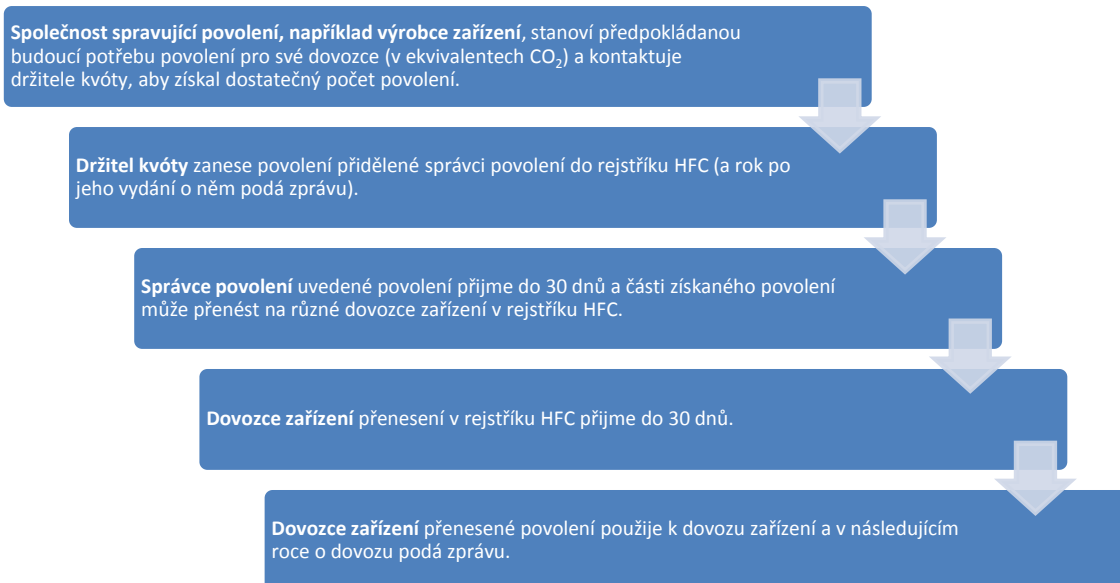 Společnost spravující povolení, například výrobce zařízení, stanoví předpokládanou
budoucí potřebu povolení pro své dovozce (v ekvivalentech CO₂) a kontaktuje
držitele kvóty, aby získal dostatečný počet povolení.
Držitel kvóty zanese povolení přidělené správci povolení do rejstříku HFC (a rok po
jeho vydání o něm podá zprávu).
Správce povolení uvedené povolení přijme do 30 dnů a části získaného povolení
může přenést na různé dovozce zařízení v rejstříku HFC.
Dovozce zařízení přenesení v rejstříku HFC přijme do 30 dnů.
Dovozce zařízení přenesené povolení použije k dovozu zařízení a v následujícím
roce o dovozu podá zprávu.